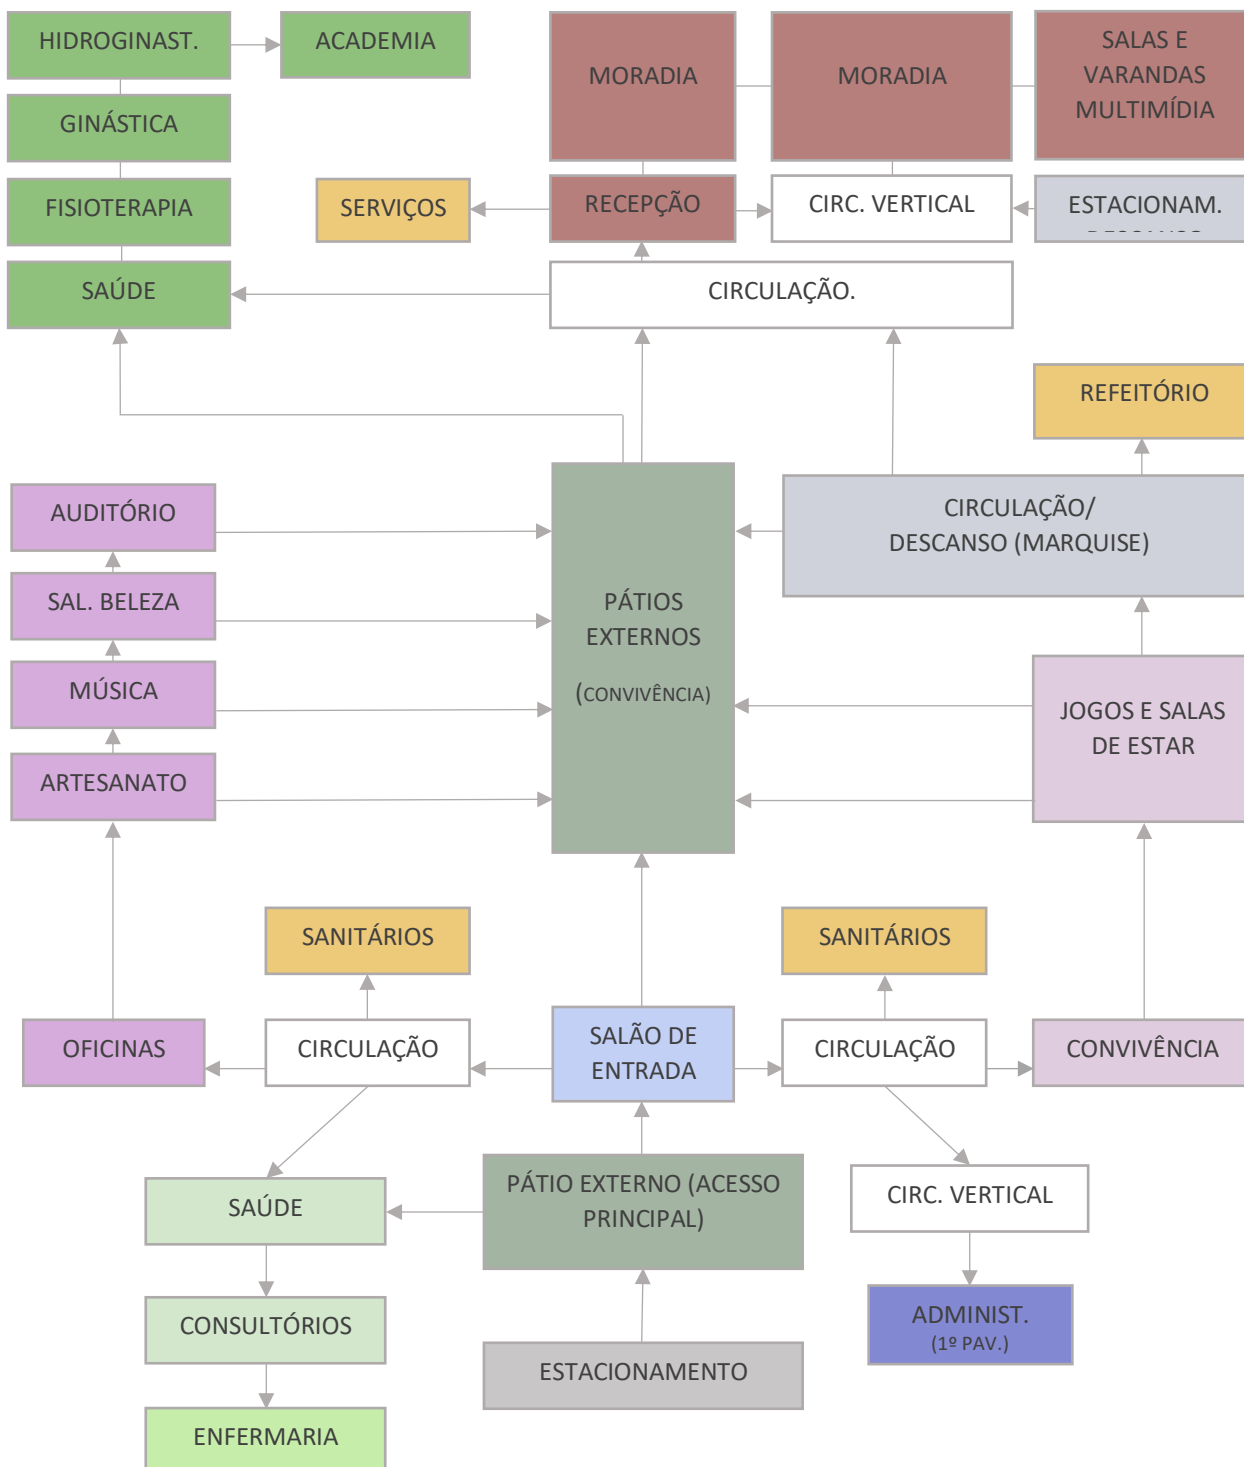 HIDROGINAST.
ACADEMIA
MORADIA
MORADIA
SALAS E
VARANDAS
MULTIMÍDIA
GINÁSTICA
FISIOTERAPIA
SERVIÇOS
RECEPÇÃO
CIRC. VERTICAL
ESTACIONAM.
SAÚDE
CIRCULAÇÃO.
REFEITÓRIO
AUDITÓRIO
CIRCULAÇÃO/
DESCANSO (MARQUISE)
SAL. BELEZA
PÁTIOS
EXTERNOS
(CONVIVÊNCIA)
MÚSICA
JOGOS E SALAS
DE ESTAR
ARTESANATO
SANITÁRIOS
SANITÁRIOS
OFICINAS
CIRCULAÇÃO
SALÃO DE
ENTRADA
CIRCULAÇÃO
CONVIVÊNCIA
SAÚDE
PÁTIO EXTERNO (ACESSO
PRINCIPAL)
CIRC. VERTICAL
CONSULTÓRIOS
ADMINIST.
(1º PAV.)
ESTACIONAMENTO
ENFERMARIA